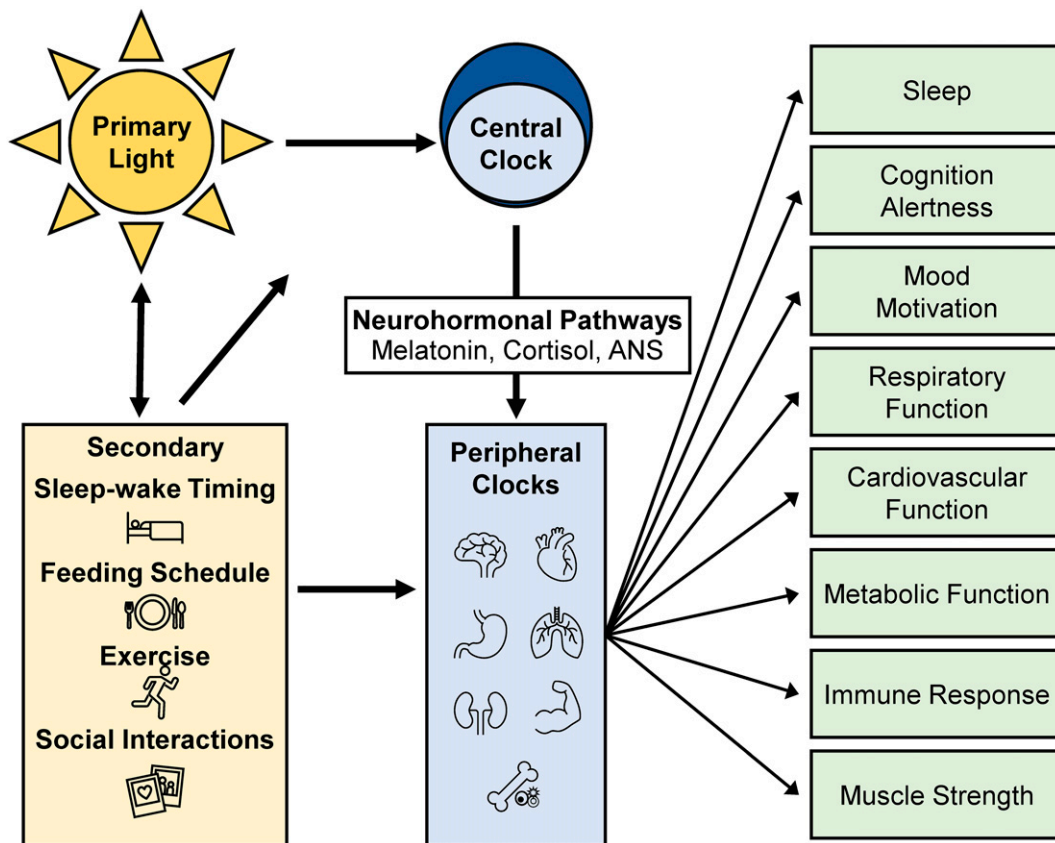 Primary
Light
Central
Clock
Neurohormonal Pathways
Melatonin, Cortisol, ANS
Secondary
Sleep-wake Timing
Feeding Schedule
Exercise
Social Interactions
Peripheral
Clocks
Sleep
Cognition
Alertness
Mood
Motivation
Respiratory
Function
Cardiovascular
Function
Metabolic Function
Immune Response
Muscle Strength